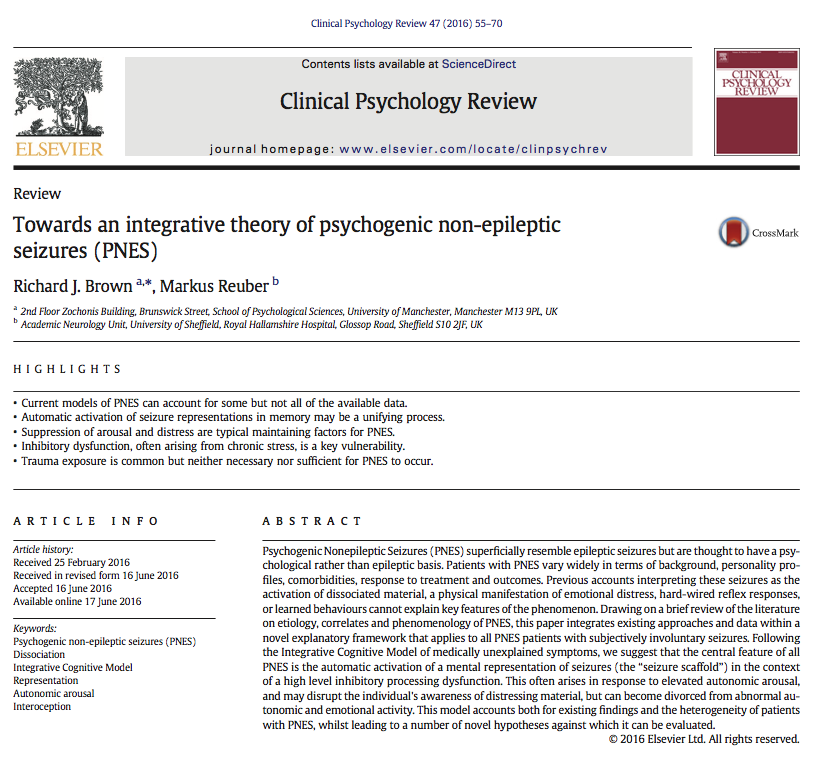 Clinical Psychology Review 47 (2016) 55–70
Contents lists available at ScienceDirect
Clinical Psychology Review
journal homepage: www.elsevier.com/locate/clinpsychrev
ELSEVIER
CLINICAL
PSYCHOLOGY
REVIEW
Review
Towards an integrative theory of psychogenic non-epileptic
seizures (PNES)
CrossMark
Richard J. Brown a,*, Markus Reuber b
a 2nd Floor Zochonis Building, Brunswick Street, School of Psychological Sciences, University of Manchester, Manchester M13 9PL, UK
b Academic Neurology Unit, University of Sheffield, Royal Hallamshire Hospital, Glossop Road, Sheffield S10 2JF, UK
HIGHLIGHTS
• Current models of PNES can account for some but not all of the available data.
• Automatic activation of seizure representations in memory may be a unifying process.
• Suppression of arousal and distress are typical maintaining factors for PNES.
• Inhibitory dysfunction, often arising from chronic stress, is a key vulnerability.
• Trauma exposure is common but neither necessary nor sufficient for PNES to occur.
ARTICLE INFO
Article history:
Received 25 February 2016
Received in revised form 16 June 2016
Accepted 16 June 2016
Available online 17 June 2016
Keywords:
Psychogenic non-epileptic seizures (PNES)
Dissociation
Integrative Cognitive Model
Representation
Autonomic arousal
Interoception
ABSTRACT
Psychogenic Nonepileptic Seizures (PNES) superficially resemble epileptic seizures but are thought to have a psy-
chological rather than epileptic basis. Patients with PNES vary widely in terms of background, personality pro-
files, comorbidities, response to treatment and outcomes. Previous accounts interpreting these seizures as the
activation of dissociated material, a physical manifestation of emotional distress, hard-wired reflex responses,
or learned behaviours cannot explain key features of the phenomenon. Drawing on a brief review of the literature
on etiology, correlates and phenomenology of PNES, this paper integrates existing approaches and data within a
novel explanatory framework that applies to all PNES patients with subjectively involuntary seizures. Following
the Integrative Cognitive Model of medically unexplained symptoms, we suggest that the central feature of all
PNES is the automatic activation of a mental representation of seizures (the “seizure scaffold”) in the context
of a high level inhibitory processing dysfunction. This often arises in response to elevated autonomic arousal,
and may disrupt the individual's awareness of distressing material, but can become divorced from abnormal au-
tonomic and emotional activity. This model accounts both for existing findings and the heterogeneity of patients
with PNES, whilst leading to a number of novel hypotheses against which it can be evaluated.
© 2016 Elsevier Ltd. All rights reserved.